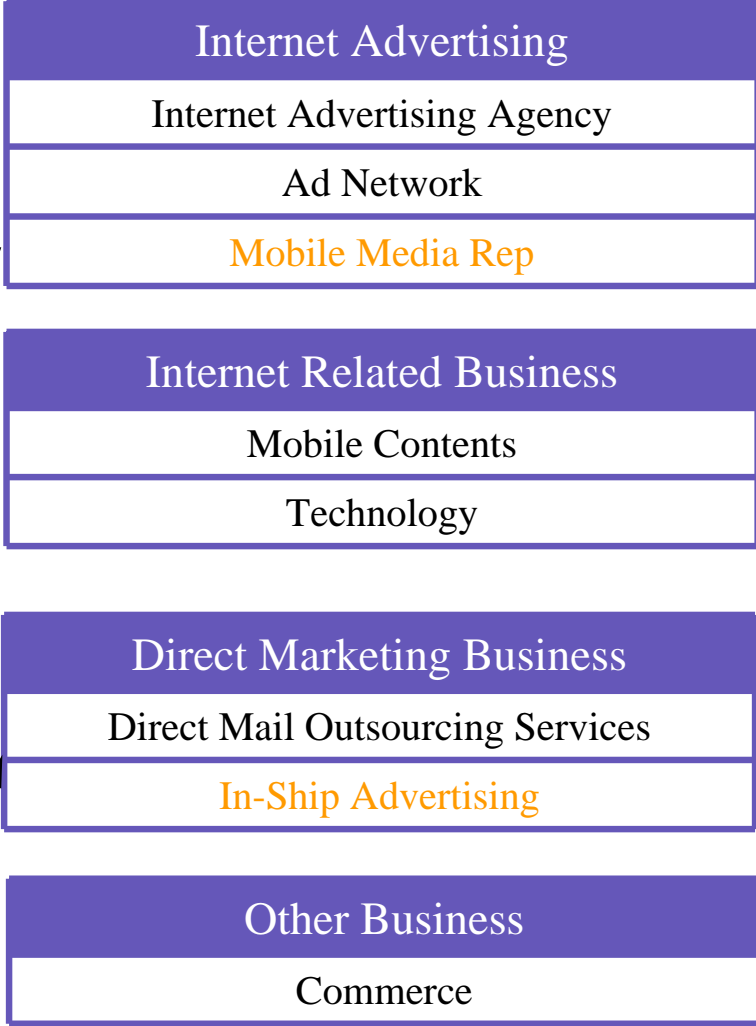 Internet Advertising
Internet Advertising Agency
Ad Network
Mobile Media Rep
Internet Related Business
Mobile Contents
Technology
Direct Marketing Business
Direct Mail Outsourcing Services
In-Ship Advertising
Other Business
Commerce